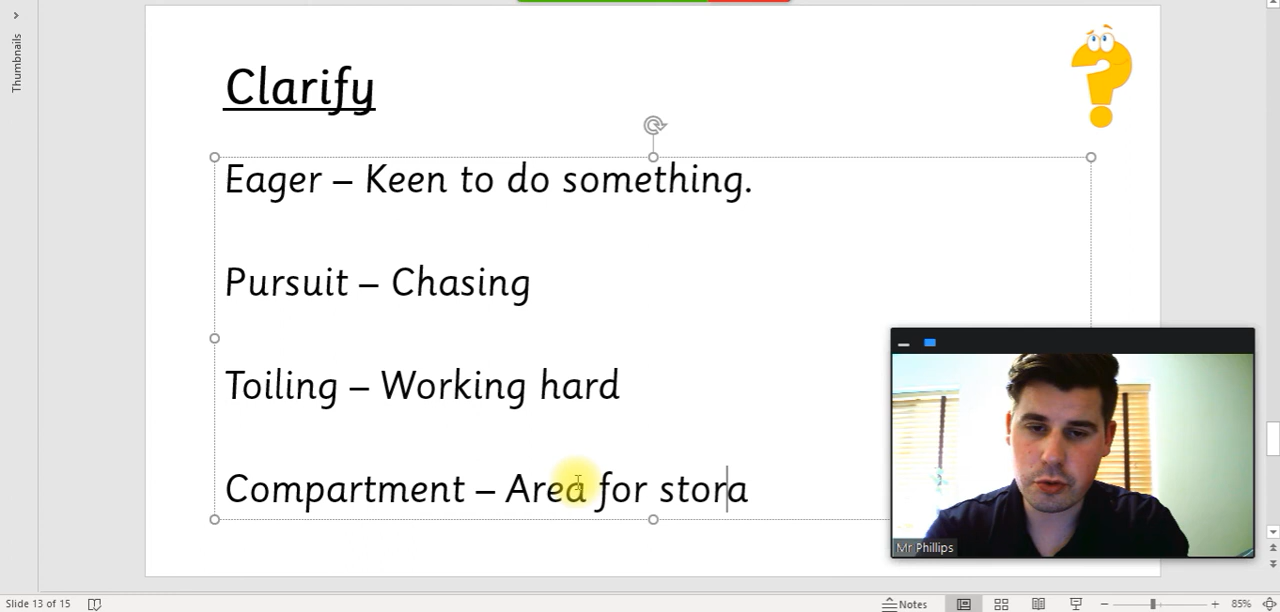 Thumbnails
Clarify
Eager – Keen to do something.
Pursuit – Chasing
Toiling – Working hard
Compartment – Area for stora
Mr Phillips
Slide 13 of 15
Notes
85%